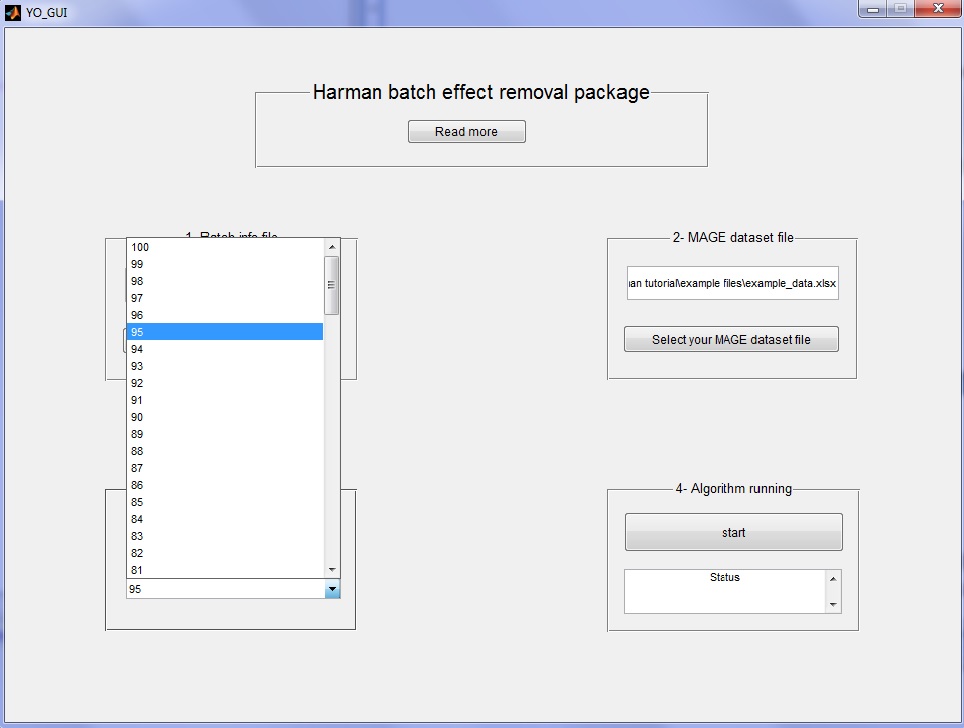 YO_GUI
Harman batch effect removal package
Read more
1- Batch info file
100
99
98
97
96
95
94
93
92
91
90
89
88
87
86
85
84
83
82
81
95
2- MAGE dataset file
an tutorial\example files\example_data.xlsx
Select your MAGE dataset file
4- Algorithm running
start
Status